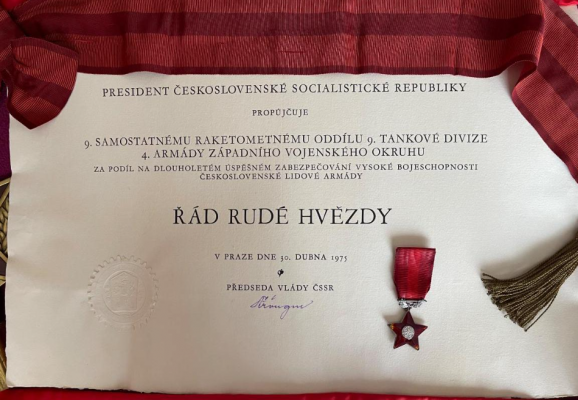 PRESIDENT ČESKOSLOVENSKÉ SOCIALISTICKÉ REPUBLIKY
PROPŮJČUJE
9. SAMOSTATNÉMU RAKETOMETNÉMU ODDÍLU 9. TANKOVÉ DIVIZE
4. ARMÁDY ZÁPADNÍHO VOJENSKÉHO OKRUHU
ZA PODÍL NA DLOUHOLETÉM ÚSPĚŠNÉM ZABEZPEČOVÁNÍ VYSOKÉ BOJESCHOPNOSTI
ČESKOSLOVENSKÉ LIDOVÉ ARMÁDY
ŘÁD RUDÉ HVĚZDY
V PRAZE DNE 30. DUBNA 1975
PŘEDSEDA VLÁDY ČSSR